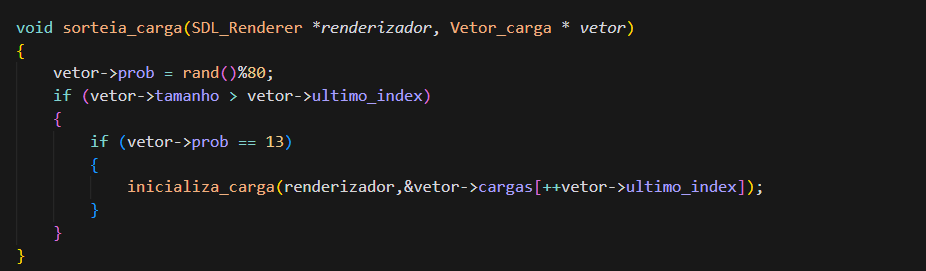 void sorteia_carga(SDL_Renderer *renderizador, Vetor_carga * vetor)
{
    vetor->prob = rand()%80;
    if (vetor->tamanho > vetor->ultimo_index)
    {
        if (vetor->prob == 13)
        {
            inicializa_carga(renderizador,&vetor->cargas[++vetor->ultimo_index]);
        }
    }
}